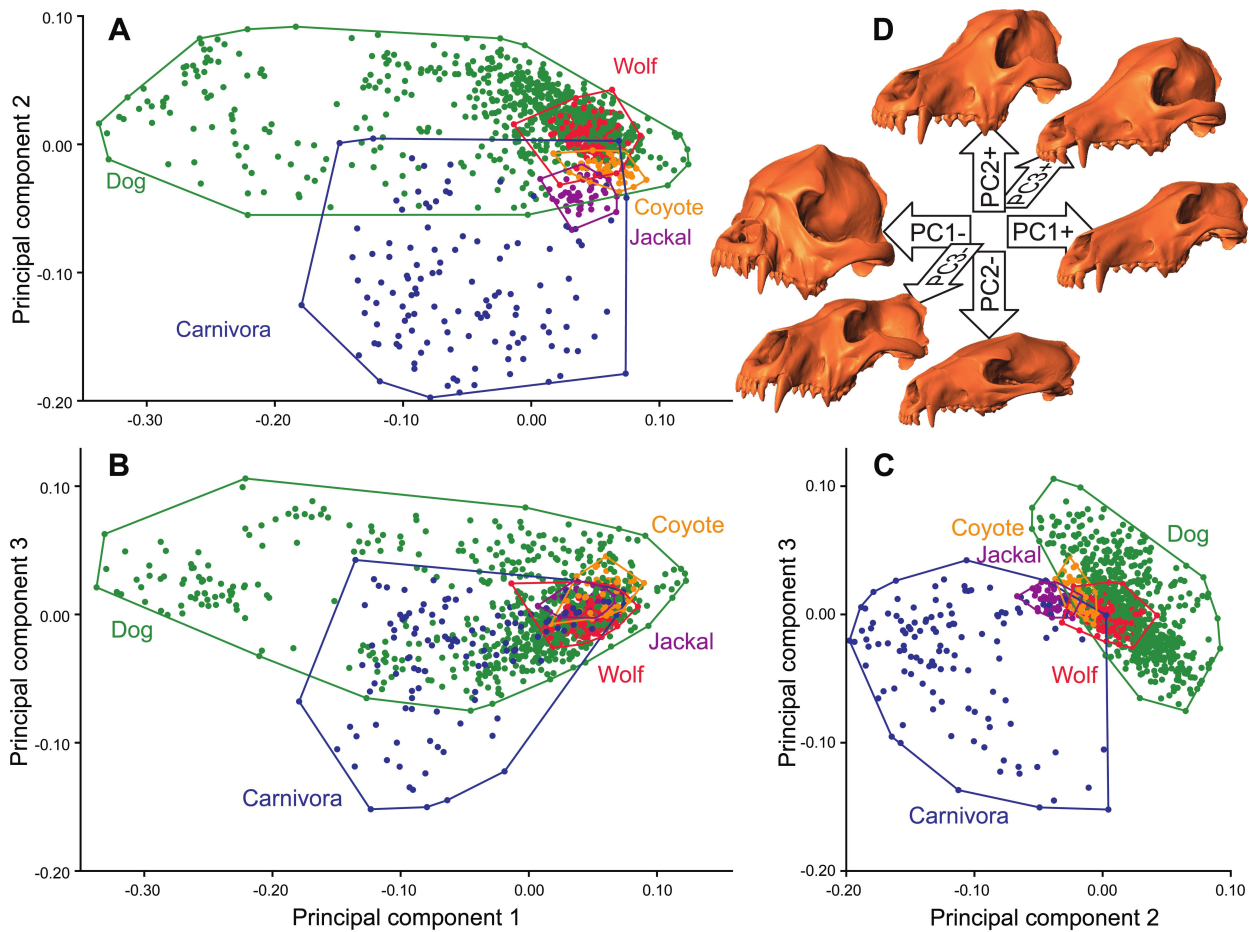 A
0.10
0.00
-0.10
-0.20
Principal component 2
-0.30
-0.20
-0.10
0.00
0.10
Dog
Wolf
Coyote
Jackal
Carnivora
D
PC2+
PC3+
PC1-
PC1+
PC3-
PC2-
B
0.10
0.00
-0.10
-0.20
Principal component 3
-0.30
-0.20
-0.10
0.00
0.10
Principal component 1
Coyote
Dog
Jackal
Wolf
Carnivora
C
0.10
0.00
-0.10
-0.20
Principal component 3
-0.20
-0.10
0.00
0.10
Principal component 2
Coyote
Dog
Jackal
Wolf
Carnivora